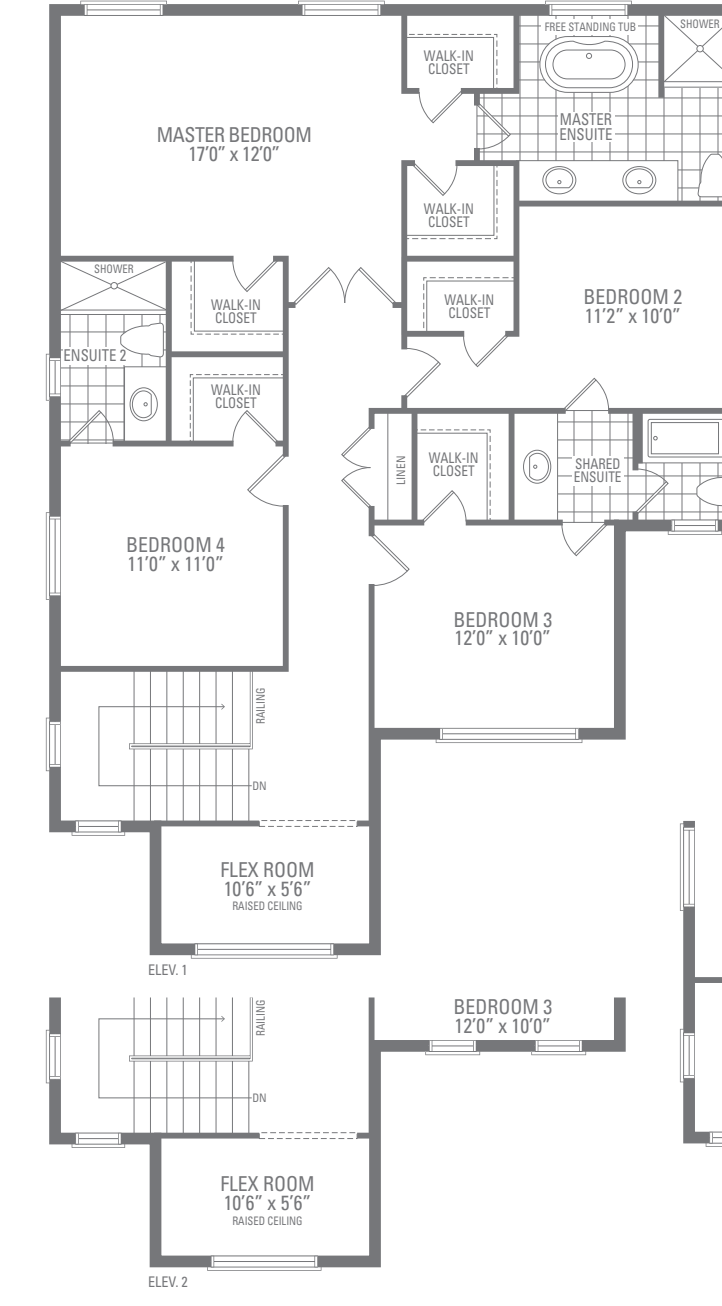 FREE STANDING TUB
SHOWER
WALK-IN
CLOSET
MASTER BEDROOM
17'0" x 12'0"
MASTER
ENSUITE
WALK-IN
CLOSET
SHOWER
WALK-IN
CLOSET
WALK-IN
CLOSET
BEDROOM 2
11'2" x 10'0"
ENSUITE 2
WALK-IN
CLOSET
LINEN
WALK-IN
CLOSET
SHARED
ENSUITE
BEDROOM 4
11'0" x 11'0"
BEDROOM 3
12'0" x 10'0"
RAILING
DN
FLEX ROOM
10'6" x 5'6"
RAISED CEILING
ELEV. 1
RAILING
BEDROOM 3
12'0" x 10'0"
DN
FLEX ROOM
10'6" x 5'6"
RAISED CEILING
ELEV. 2